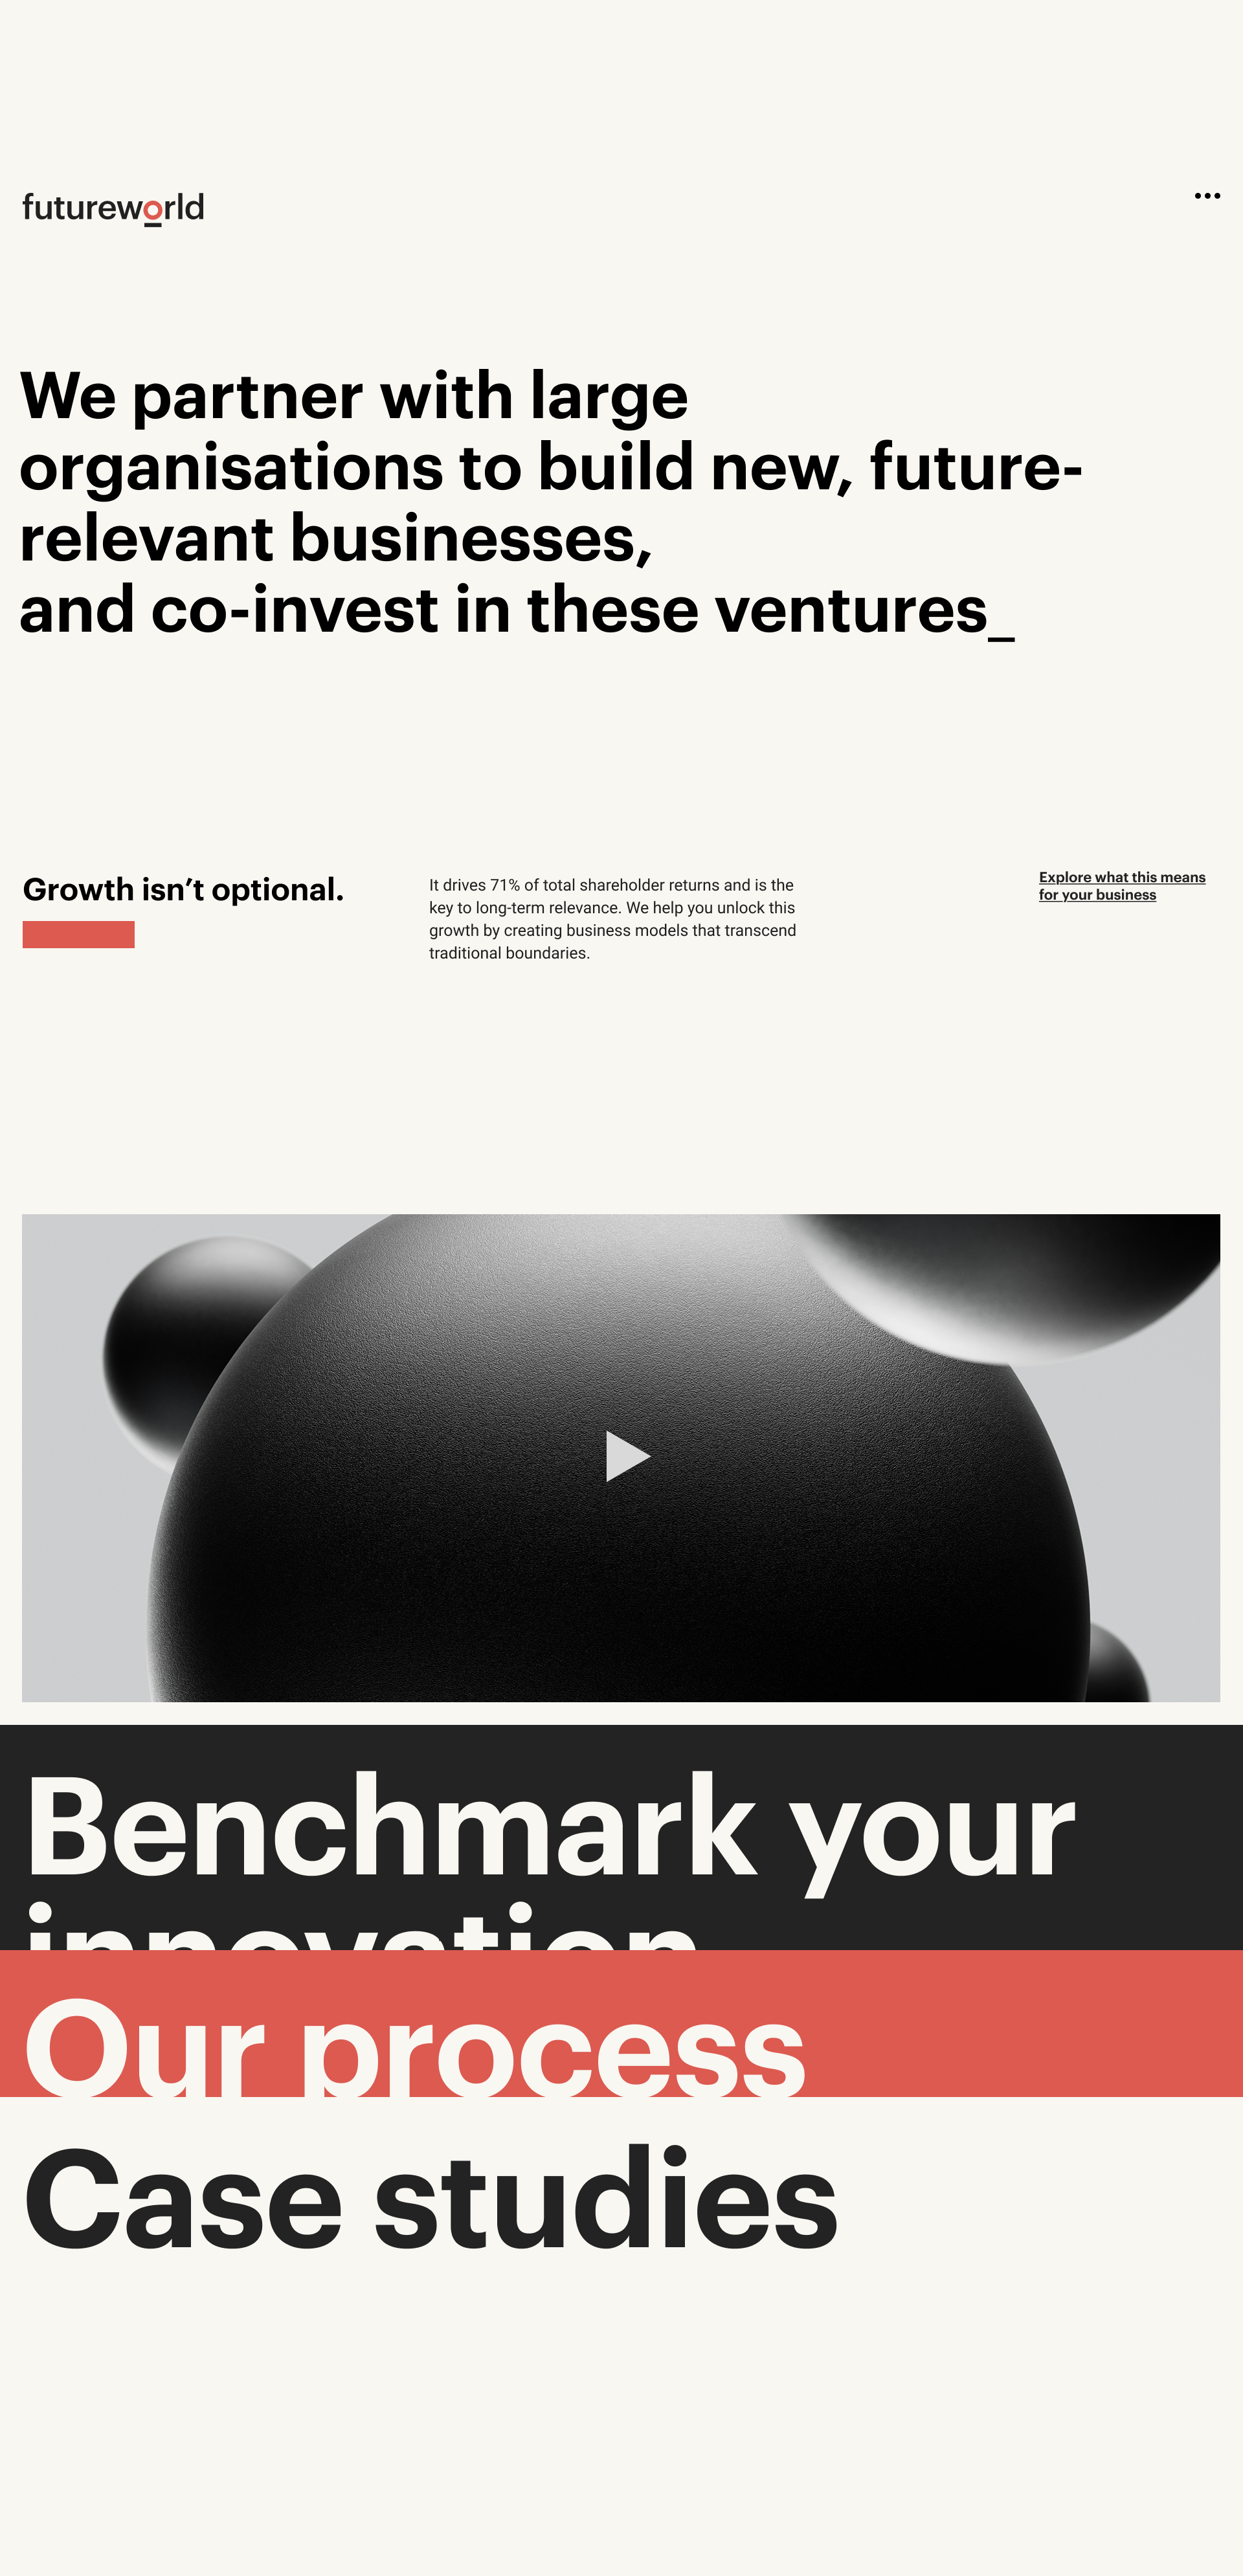 futureworld
We partner with large
organisations to build new, future-
relevant businesses,
and co-invest in these ventures_
Growth isn’t optional.
It drives 71% of total shareholder returns and is the
key to long-term relevance. We help you unlock this
growth by creating business models that transcend
traditional boundaries.
Explore what this means
for your business
Benchmark your
innovation
Our process
Case studies